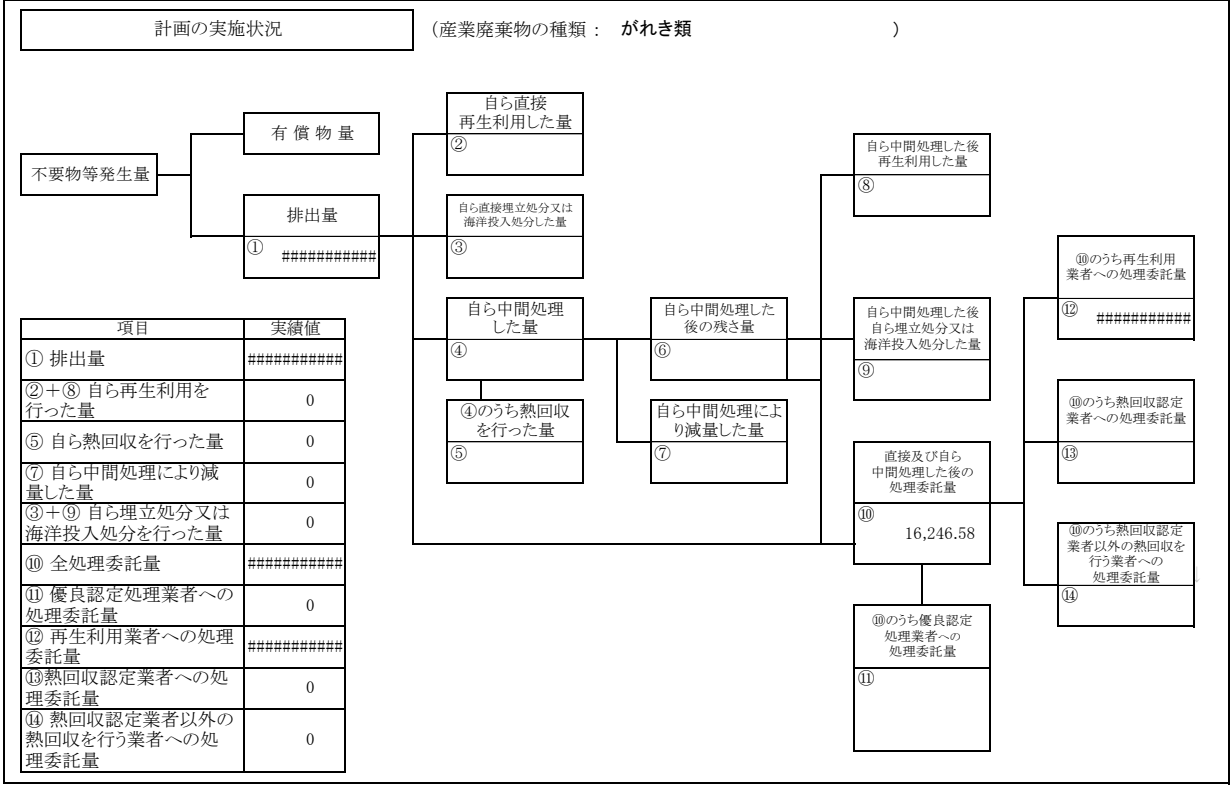 計画の実施状況
(産業廃棄物の種類： がれき類 )
自ら直接
再生利用した量
②
有 償 物 量
不要物等発生量
排出量
①
###########
自ら直接埋立処分又は
海洋投入処分した量
③
自ら中間処理した後
再生利用した量
⑧
自ら中間処理
した量
④
自ら中間処理した
後の残さ量
⑥
自ら中間処理した後
自ら埋立処分又は
海洋投入処分した量
⑨
⑩のうち再生利用
業者への処理委託量
⑫
###########
④のうち熱回収
を行った量
⑤
自ら中間処理によ
り減量した量
⑦
直接及び自ら
中間処理した後の
処理委託量
⑩
16,246.58
⑩のうち熱回収認定
業者への処理委託量
⑬
⑩のうち熱回収認定
業者以外の熱回収を
行う業者への
処理委託量
⑭
⑩のうち優良認定
処理業者への
処理委託量
⑪
項目 実績値
① 排出量 ###########
②＋⑧ 自ら再生利用を
行った量 0
⑤ 自ら熱回収を行った量 0
⑦ 自ら中間処理により減
量した量 0
③＋⑨ 自ら埋立処分又は
海洋投入処分を行った量 0
⑩ 全処理委託量 ###########
⑪ 優良認定処理業者への
処理委託量 0
⑫ 再生利用業者への処理
委託量 ###########
⑬熱回収認定業者への処
理委託量 0
⑭ 熱回収認定業者以外の
熱回収を行う業者への処
理委託量 0